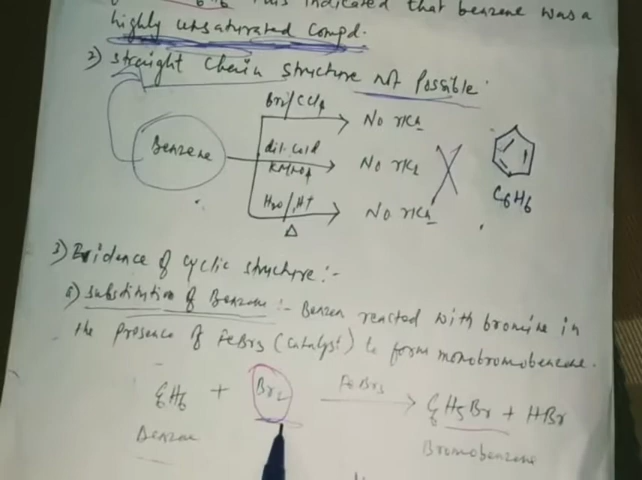 C6H6 This indicated that benzene was a
highly unsaturated compd.
2) Straight Chain structure not Possible
Br2/CCl4 No rxn
Benzene dil. cold KMnO4 No rxn
H2O/H+ Δ No rxn
C6H6
3) Evidence of cyclic structure:-
a) Substitution of Benzene:- Benzen reacted with bromine in
the presence of FeBr3 (Catalyst) to form monobromobenzene.
C6H6 + Br2 FeBr3 → C6H5Br + HBr
Benzene Bromobenzene